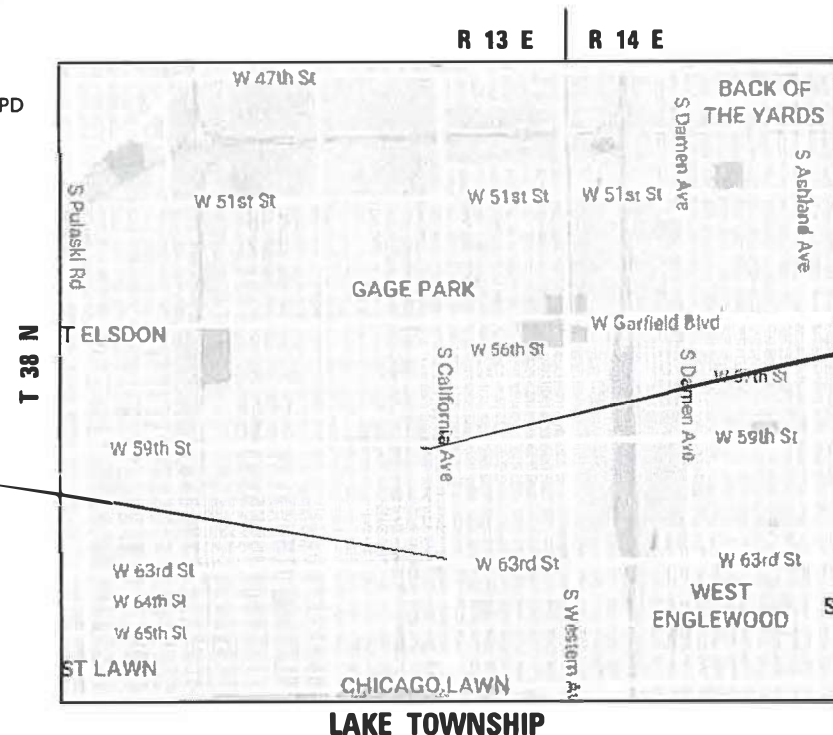 R 13 E R 14 E
W 47th St
PD
BACK OF
THE YARDS
S Damen Ave
S Ashland Ave
S Pulaski Rd
W 51st St W 51st St W 51st St
GAGE PARK
T 38 N
T ELSDON
W Garfield Blvd
W 56th St
S California Ave
S Damen Ave
W 57th St
W 59th St
W 59th St
W 63rd St
W 63rd St
W 63rd St
W 64th St
W 65th St
WEST
ENGLEWOOD
S
S Western Av
ST LAWN
CHICAGO LAWN
LAKE TOWNSHIP